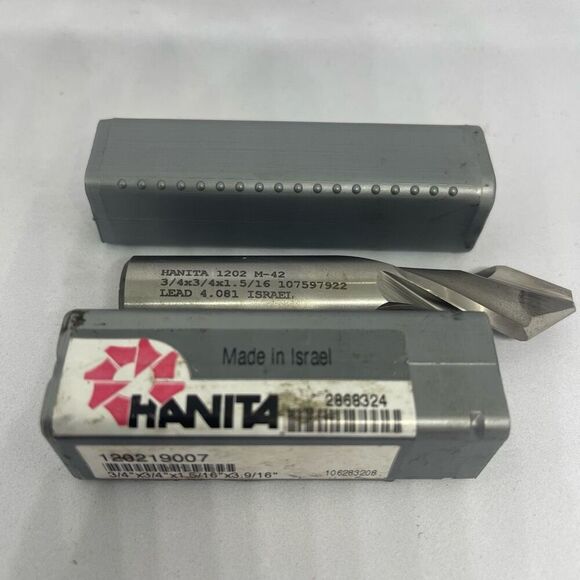 HANITA 1202 M-42
3/4x3/4x1.5/16 107597922
LEAD 4.081 ISRAEL
Made in Israel
HANITA
2868324
120219007
3/4"x3/4"x1.5/16"x3.9/16"
106283208